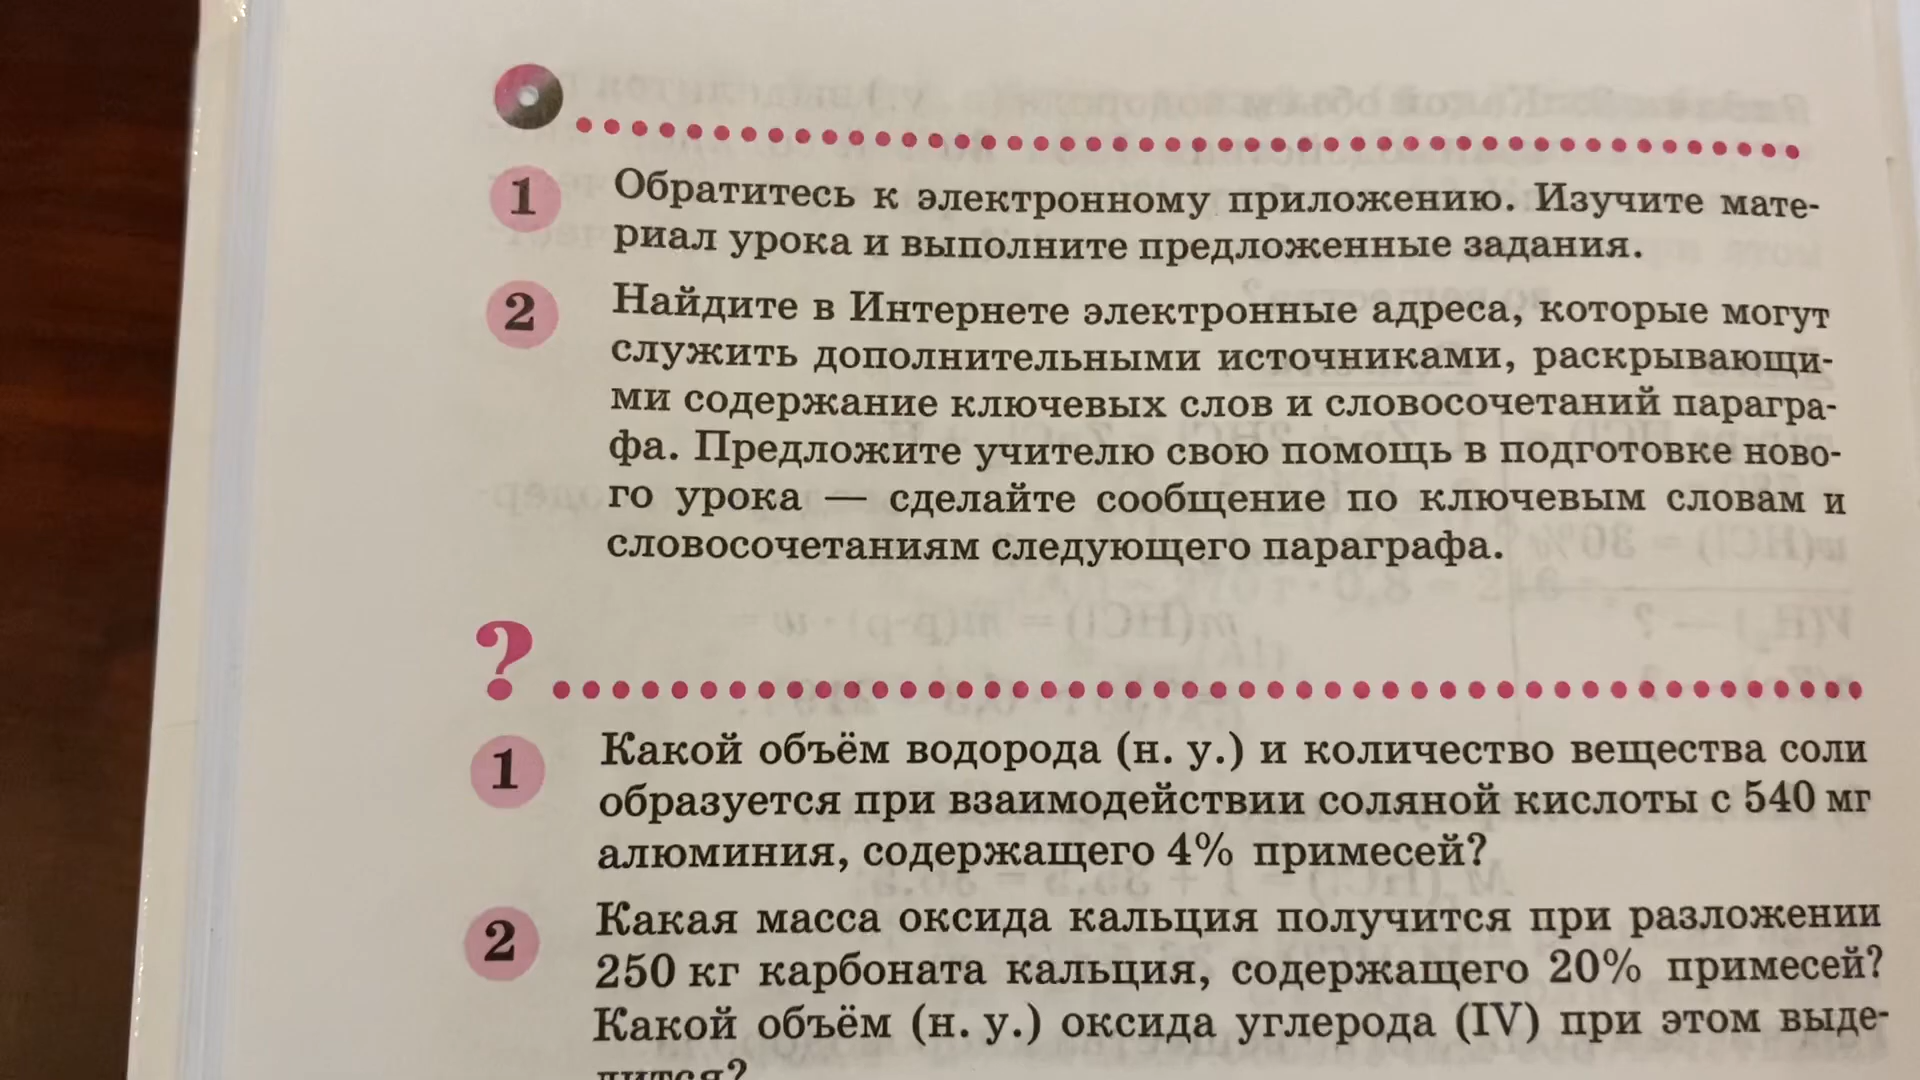 1 Обратитесь к электронному приложению. Изучите мате-
риал урока и выполните предложенные задания.
2 Найдите в Интернете электронные адреса, которые могут
служить дополнительными источниками, раскрывающи-
ми содержание ключевых слов и словосочетаний парагра-
фа. Предложите учителю свою помощь в подготовке ново-
го урока — сделайте сообщение по ключевым словам и
словосочетаниям следующего параграфа.
?
1 Какой объём водорода (н. у.) и количество вещества соли
образуется при взаимодействии соляной кислоты с 540 мг
алюминия, содержащего 4% примесей?
2 Какая масса оксида кальция получится при разложении
250 кг карбоната кальция, содержащего 20% примесей?
Какой объём (н. у.) оксида углерода (IV) при этом выде-
лится?